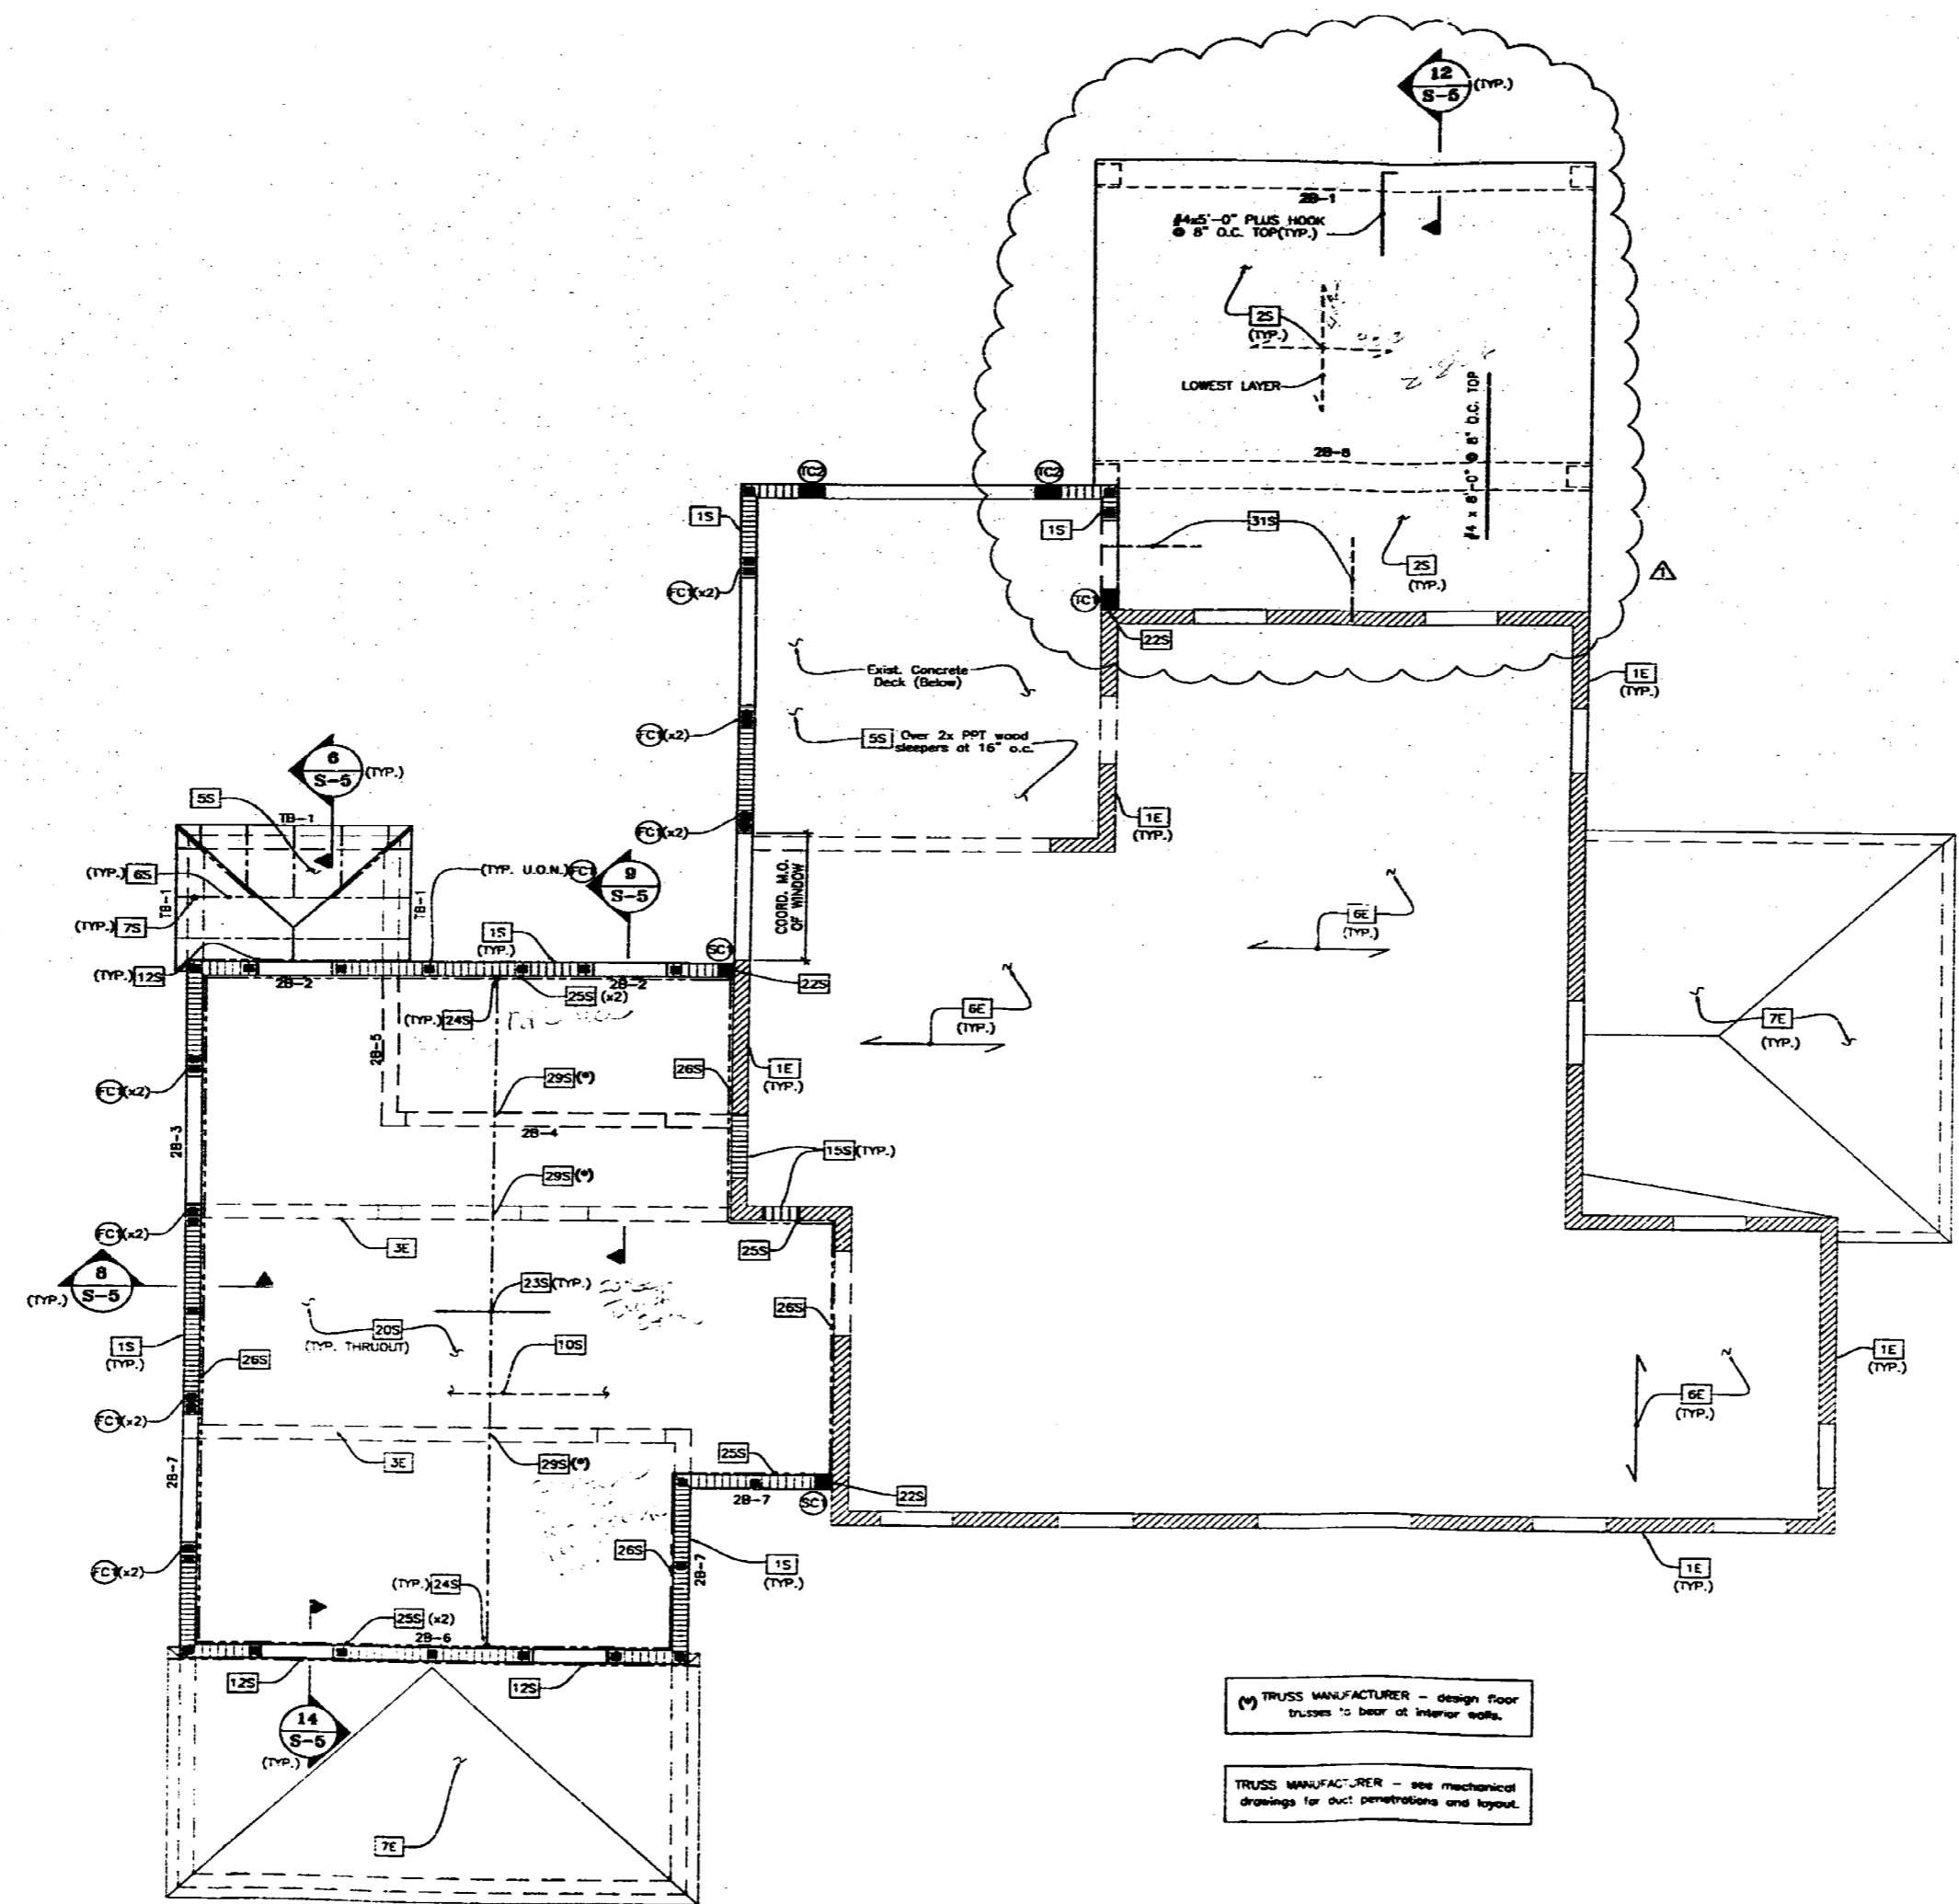 12
S-5
(TYP.)
2B-1
#4x5'-0" PLUS HOOK
@ 8" O.C. TOP(TYP.)
2S
(TYP.)
LOWEST LAYER
#4 x 8'-0" @ 8" O.C. TOP
2B-8
TC2
TC2
1S
1S
31S
2S
(TYP.)
1
FC1(x2)
TC1
22S
Exist. Concrete
Deck (Below)
1E
(TYP.)
FC1(x2)
5S Over 2x PPT wood
sleepers at 16" o.c.
6
S-5
(TYP.)
5S
TB-1
FC1(x2)
1E
(TYP.)
(TYP.) 6S
TB-1
(TYP.) 7S
TB-1
(TYP. U.O.N.) FC1
9
S-5
COORD. M.O.
OF WINDOW
6E
(TYP.)
1S
(TYP.)
SC1
(TYP.) 12S
2B-2
2B-2
25S (x2)
22S
(TYP.) 24S
6E
(TYP.)
7E
(TYP.)
2B-5
FC1(x2)
29S(*)
26S
1E
(TYP.)
2B-3
2B-4
15S(TYP.)
29S(*)
FC1(x2)
3E
25S
8
S-5
(TYP.)
23S(TYP.)
26S
1S
(TYP.)
20S
(TYP. THRUOUT)
10S
26S
1E
(TYP.)
6E
(TYP.)
FC1(x2)
3E
29S(*)
25S
2B-7
2B-7
SC1
22S
FC1(x2)
26S
2B-7
1S
(TYP.)
1E
(TYP.)
(TYP.) 24S
25S (x2)
2B-6
12S
12S
14
S-5
(TYP.)
7E
(*) TRUSS MANUFACTURER - design floor
trusses to bear at interior walls.
TRUSS MANUFACTURER - see mechanical
drawings for duct penetrations and layout.